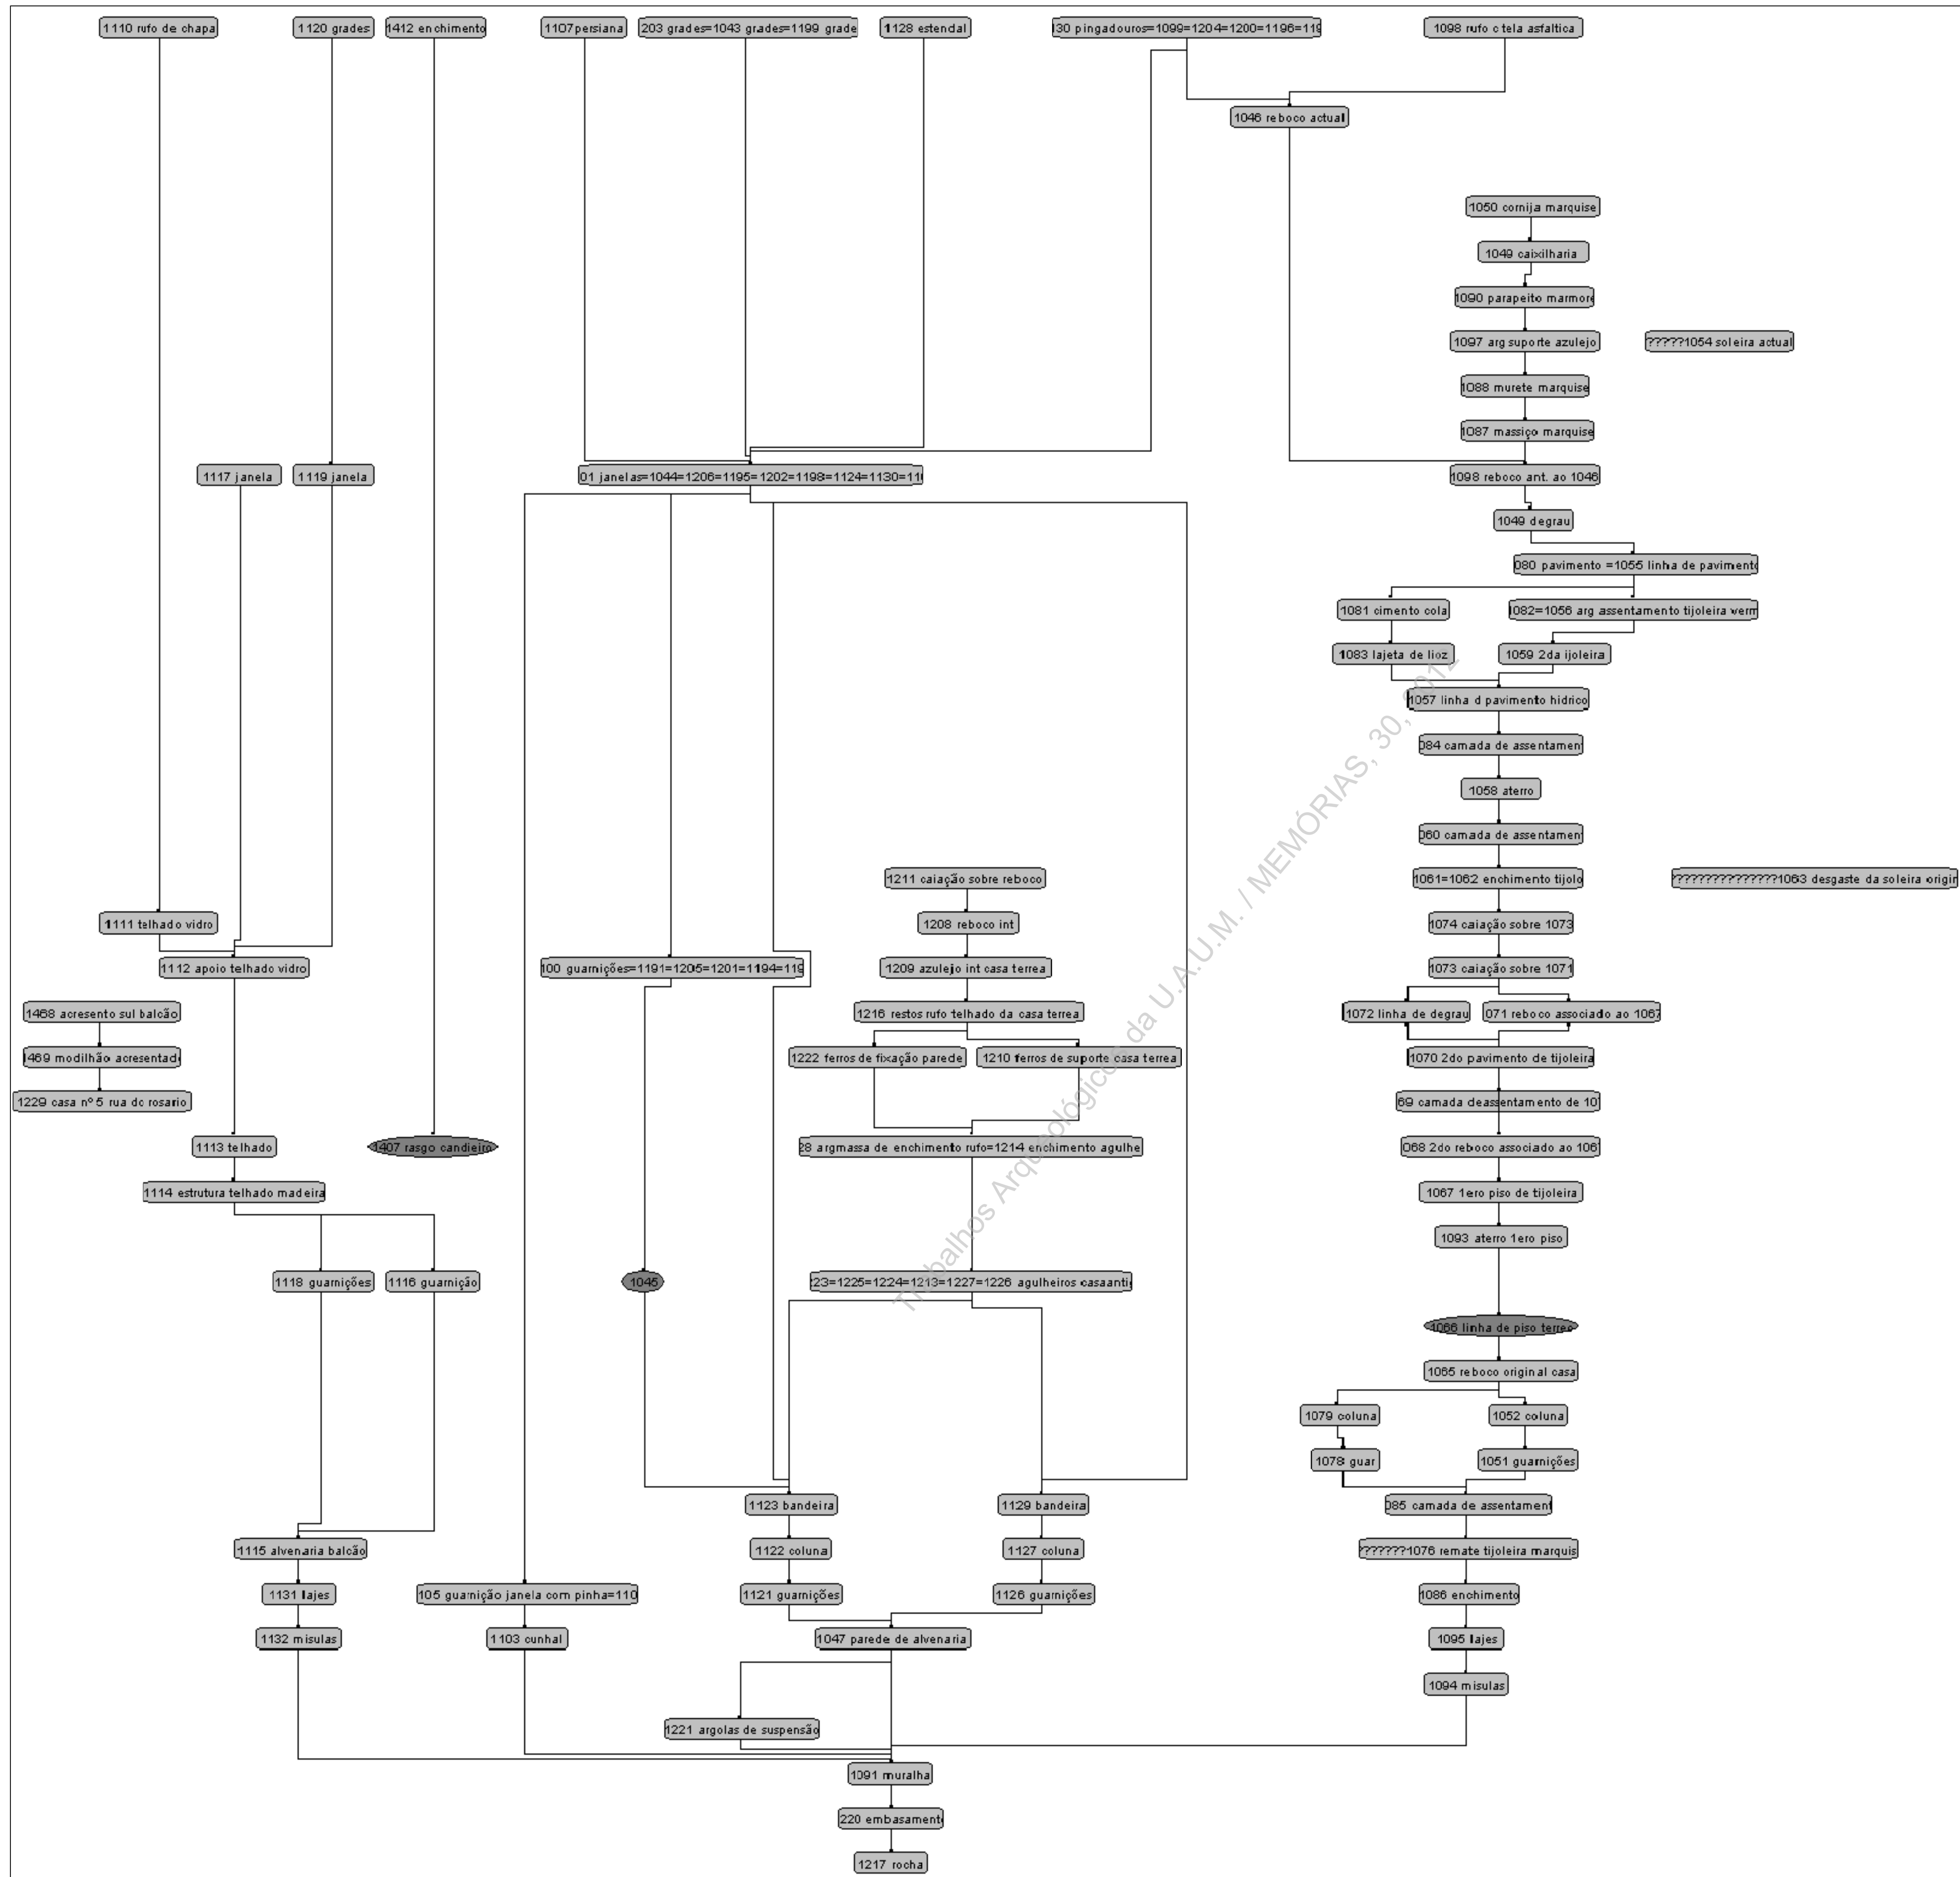 1110 rufo de chapa
1120 grades
1412 enchimento
1107persiana
203 grades=1043 grades=1199 grade
1128 estendal
130 pingadouros=1099=1204=1200=1196=119
1098 rufo c tela asfaltica
1046 reboco actual
1050 cornija marquise
1049 caixilharia
1090 parapeito marmore
1097 arg suporte azulejo
?????1054 soleira actual
1088 murete marquise
1087 massiço marquise
1117 janela
1119 janela
01 janelas=1044=1206=1195=1202=1198=1124=1130=110
1098 reboco ant. ao 1046
1049 degrau
080 pavimento =1055 linha de pavimento
1081 cimento cola
1082=1056 arg assentamento tijoleira verm
1083 lajeta de lioz
1059 2da ijoleira
1057 linha d pavimento hidrico
084 camada de assentamen
1058 aterro
060 camada de assentamen
1211 caiação sobre reboco
1061=1062 enchimento tijolo
???????????????1063 desgaste da soleira origin
1111 telhado vidro
1208 reboco int
1074 caiação sobre 1073
1112 apoio telhado vidro
100 guarnições=1191=1205=1201=1194=119
1209 azulejo int casa terrea
1073 caiação sobre 1071
1468 acresento sul balcão
1216 restos rufo telhado da casa terrea
1072 linha de degrau
071 reboco associado ao 1067
1469 modilhão acresentado
1222 ferros de fixação parede
1210 ferros de suporte casa terrea
1070 2do pavimento de tijoleira
1229 casa nº 5 rua do rosario
69 camada deassentamento de 107
1113 telhado
1407 rasgo candieiro
28 argmassa de enchimento rufo=1214 enchimento agulhe
068 2do reboco associado ao 106
1114 estrutura telhado madeira
1067 1ero piso de tijoleira
1093 aterro 1ero piso
1118 guarnições
1116 guarnição
1045
23=1225=1224=1213=1227=1226 agulheiros casaanti
1066 linha de piso terreo
1065 reboco original casa
1079 coluna
1052 coluna
1078 guar
1051 guarnições
1123 bandeira
1129 bandeira
085 camada de assentament
1115 alvenaria balcão
1122 coluna
1127 coluna
???????1076 remate tijoleira marquis
1131 lajes
105 guarnição janela com pinha=110
1121 guarnições
1126 guarnições
1086 enchimento
1132 misulas
1103 cunhal
1047 parede de alvenaria
1095 lajes
1094 misulas
1221 argolas de suspensão
1091 muralha
220 embasament
1217 rocha
Trabalhos Arqueológicos da U.A.U.M. / MEMÓRIAS, 30, 2012